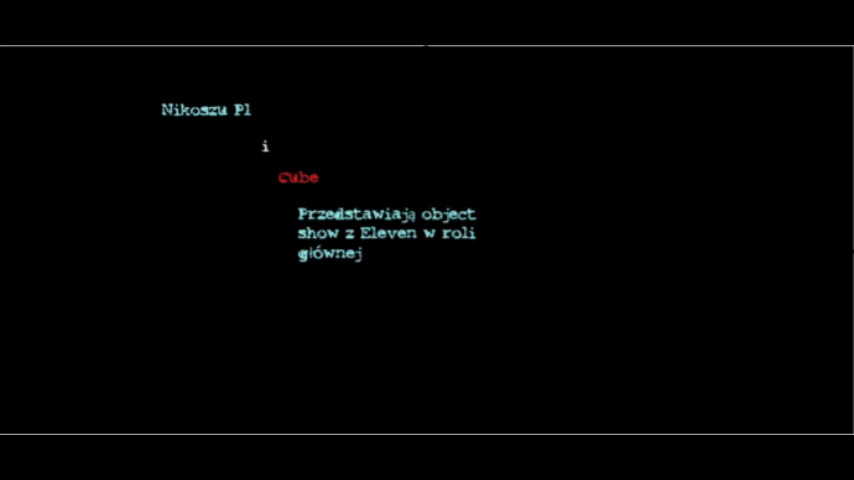 Nikoszu Pl
i
Cube
Przedstawiają object
show z Eleven w roli
głównej